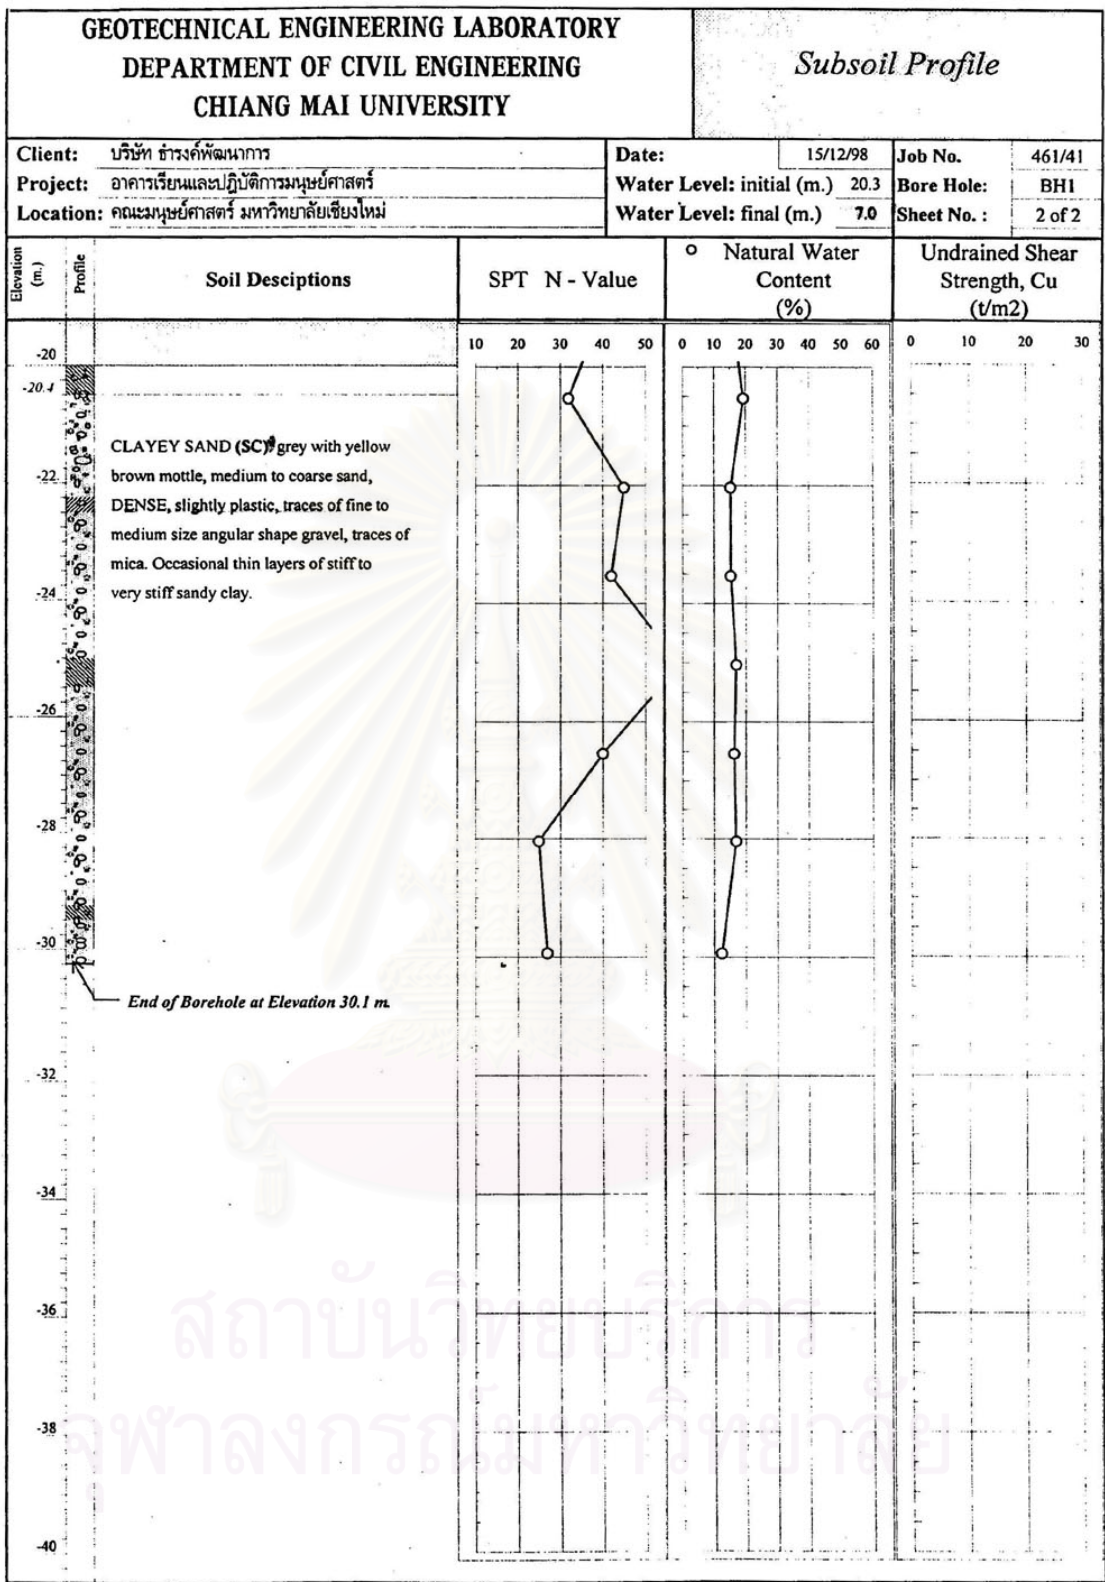 GEOTECHNICAL ENGINEERING LABORATORY
DEPARTMENT OF CIVIL ENGINEERING
CHIANG MAI UNIVERSITY
Subsoil Profile
Client: บริษัท ธำรงค์พัฒนาการ
Project: อาคารเรียนและปฏิบัติการมนุษย์ศาสตร์
Location: คณะมนุษย์ศาสตร์ มหาวิทยาลัยเชียงใหม่
Date: 15/12/98
Water Level: initial (m.) 20.3
Water Level: final (m.) 7.0
Job No. 461/41
Bore Hole: BH1
Sheet No. : 2 of 2
Elevation (m.)
Profile
Soil Desciptions
SPT N - Value
Natural Water
Content
(%)
Undrained Shear
Strength, Cu
(t/m2)
10 20 30 40 50
0 10 20 30 40 50 60
0 10 20 30
-20
-20.4
CLAYEY SAND (SC) grey with yellow
brown mottle, medium to coarse sand,
DENSE, slightly plastic, traces of fine to
medium size angular shape gravel, traces of
mica. Occasional thin layers of stiff to
very stiff sandy clay.
-22
-24
-26
-28
-30
End of Borehole at Elevation 30.1 m.
-32
-34
-36
-38
-40
สถาบันวิทยบริการ
จุฬาลงกรณ์มหาวิทยาลัย